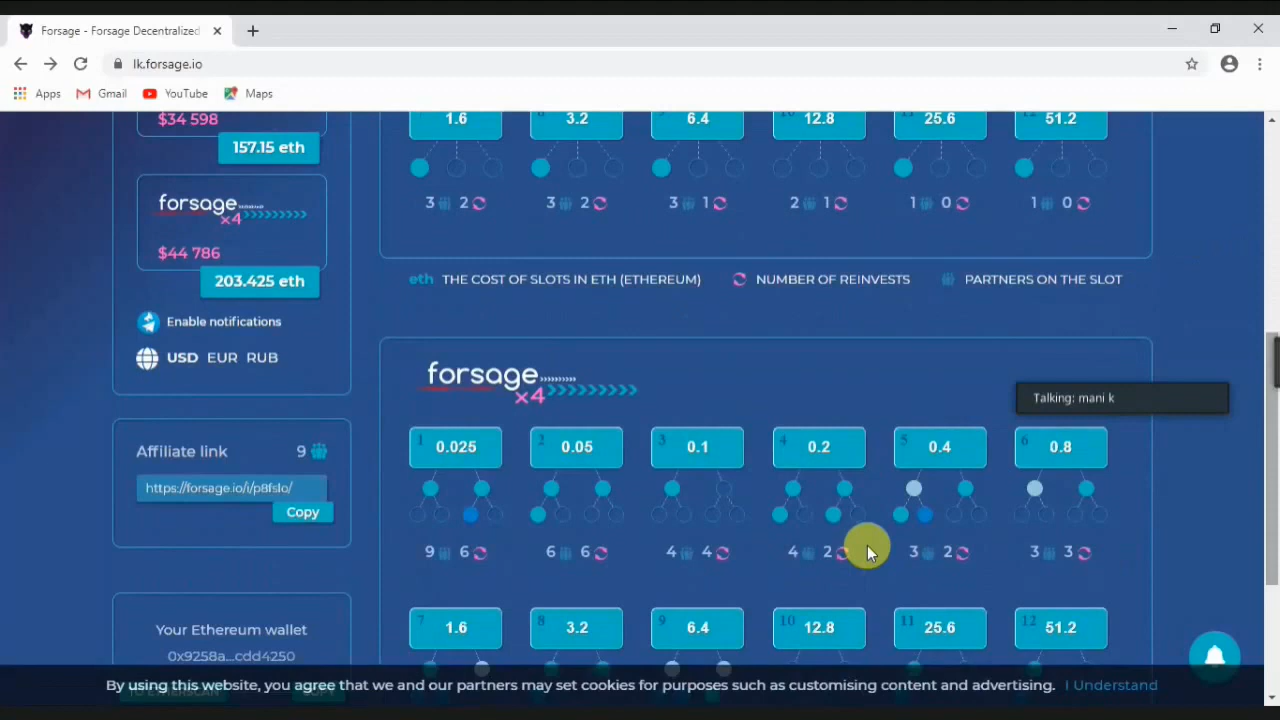 Forsage - Forsage Decentralized
lk.forsage.io
Apps Gmail YouTube Maps
$34 598
157.15 eth
forsage
x4
$44 786
203.425 eth
Enable notifications
USD EUR RUB
Affiliate link 9
https://forsage.io/i/p8fslo/
Copy
Your Ethereum wallet
0x9258a...cdd4250
1.6 3.2 6.4 12.8 25.6 51.2
3 2 3 2 3 1 2 1 1 0 1 0
eth THE COST OF SLOTS IN ETH (ETHEREUM) NUMBER OF REINVESTS PARTNERS ON THE SLOT
forsage
x4
Talking: mani k
1 0.025 2 0.05 3 0.1 4 0.2 5 0.4 6 0.8
9 6 6 6 4 4 4 2 3 2 3 3
7 1.6 8 3.2 9 6.4 10 12.8 11 25.6 12 51.2
By using this website, you agree that we and our partners may set cookies for purposes such as customising content and advertising. I Understand